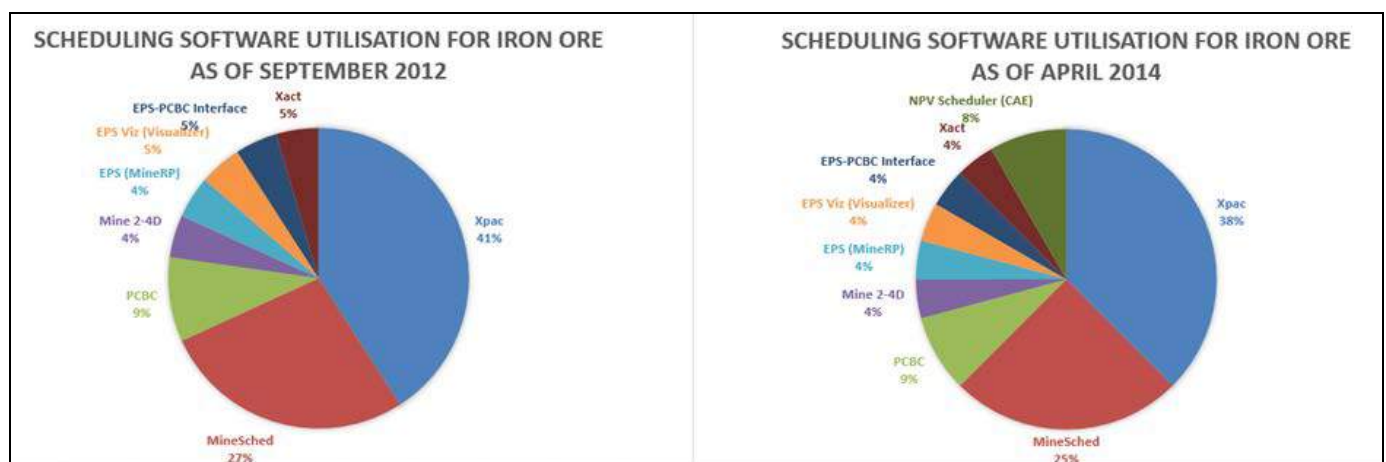 SCHEDULING SOFTWARE UTILISATION FOR IRON ORE
AS OF SEPTEMBER 2012
Xact
5%
EPS-PCBC Interface
5%
EPS Viz (Visualizer)
5%
EPS (MineRP)
4%
Mine 2-4D
4%
PCBC
9%
MineSched
27%
Xpac
41%
SCHEDULING SOFTWARE UTILISATION FOR IRON ORE
AS OF APRIL 2014
NPV Scheduler (CAE)
8%
Xact
4%
EPS-PCBC Interface
4%
EPS Viz (Visualizer)
4%
EPS (MineRP)
4%
Mine 2-4D
4%
PCBC
9%
MineSched
25%
Xpac
38%